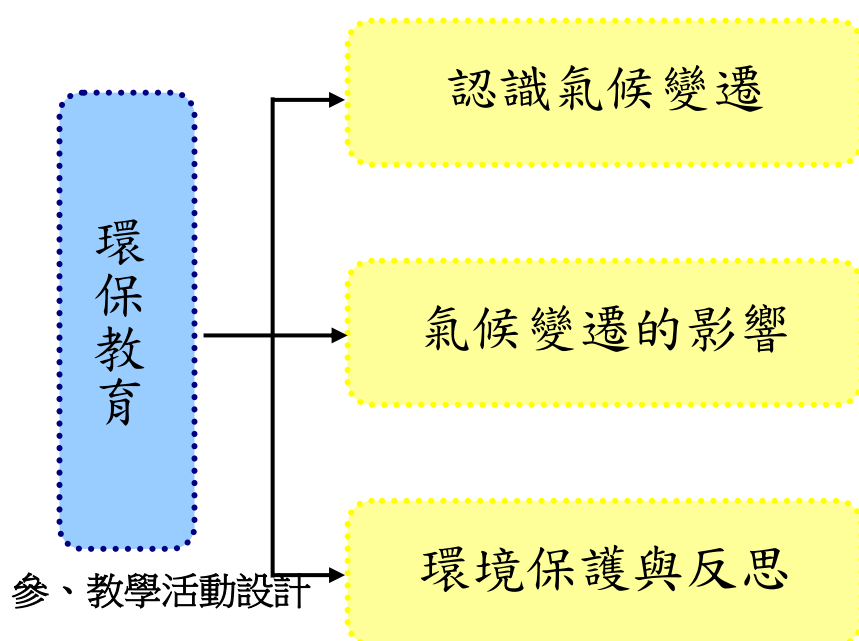 環保教育
認識氣候變遷
氣候變遷的影響
環境保護與反思
參、教學活動設計